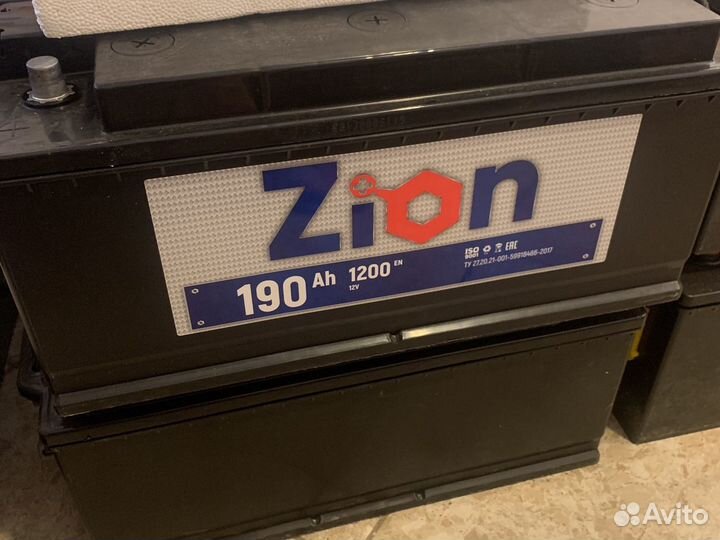 Zion
190 Ah 1200 EN
12V
ISO 9001 EAC
ТУ 27.20.21-001-59918466-2017
Avito